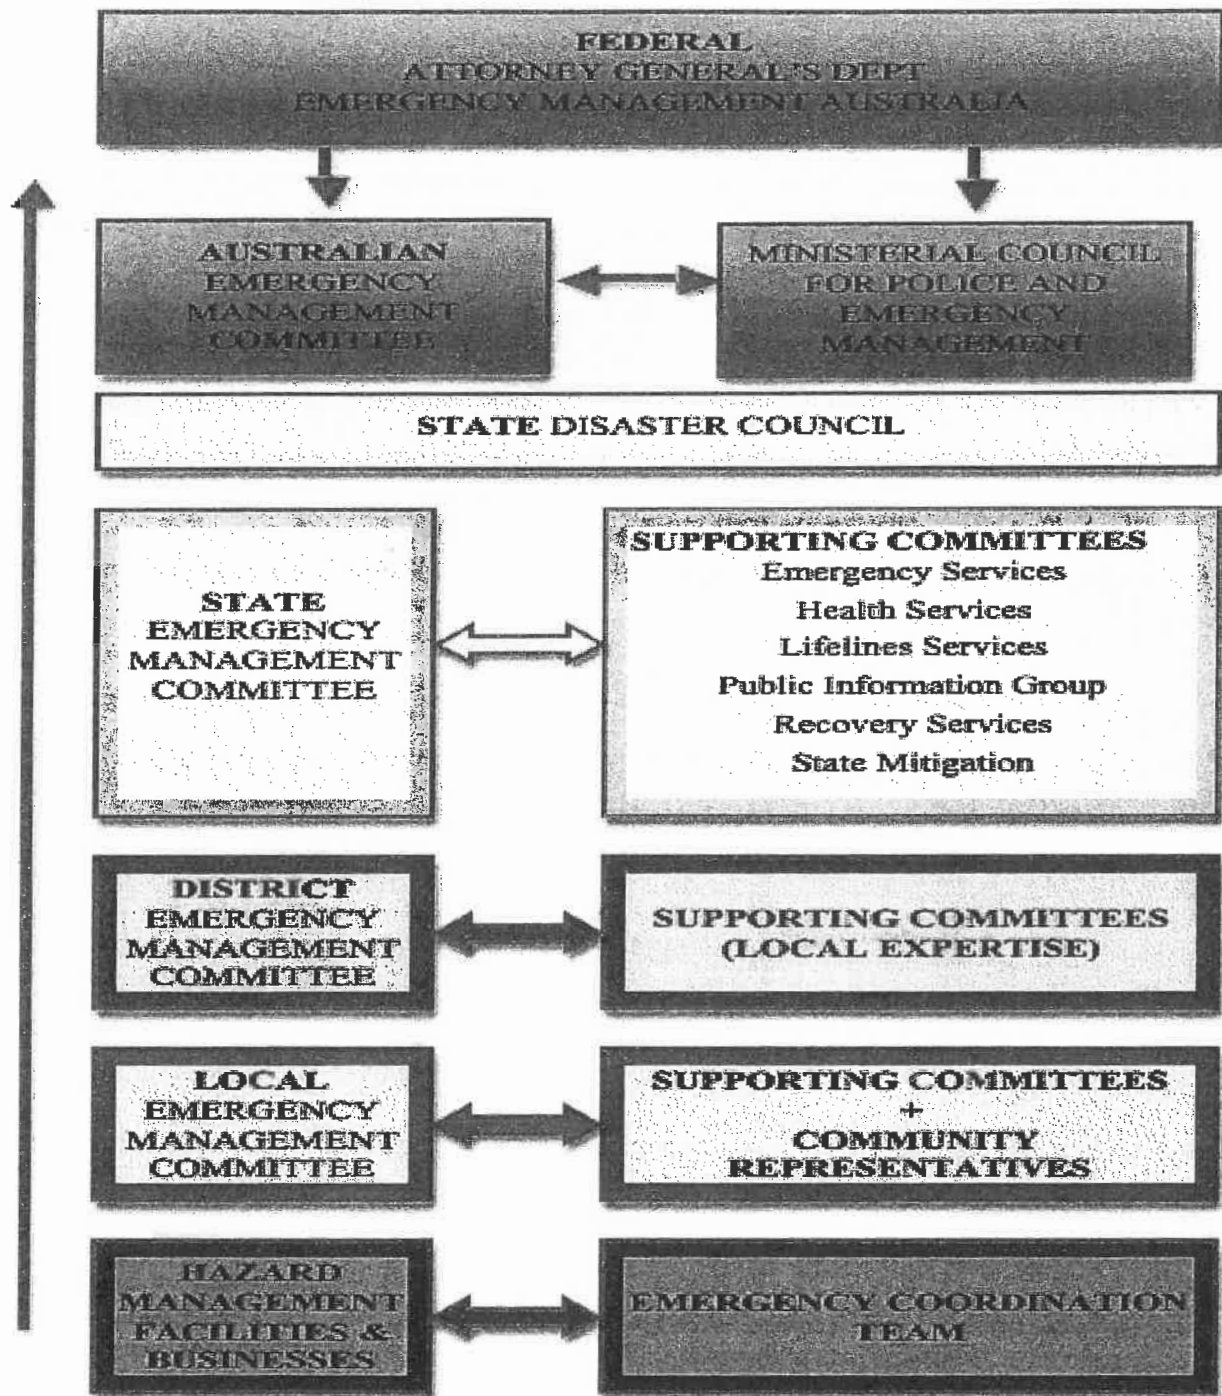 FEDERAL
ATTORNEY GENERAL'S DEPT
EMERGENCY MANAGEMENT AUSTRALIA
AUSTRALIAN
EMERGENCY
MANAGEMENT
COMMITTEE
MINISTERIAL COUNCIL
FOR POLICE AND
EMERGENCY
MANAGEMENT
STATE DISASTER COUNCIL
STATE
EMERGENCY
MANAGEMENT
COMMITTEE
SUPPORTING COMMITTEES
Emergency Services
Health Services
Lifelines Services
Public Information Group
Recovery Services
State Mitigation
DISTRICT
EMERGENCY
MANAGEMENT
COMMITTEE
SUPPORTING COMMITTEES
(LOCAL EXPERTISE)
LOCAL
EMERGENCY
MANAGEMENT
COMMITTEE
SUPPORTING COMMITTEES
+
COMMUNITY
REPRESENTATIVES
HAZARD
MANAGEMENT
FACILITIES &
BUSINESSES
EMERGENCY COORDINATION
TEAM